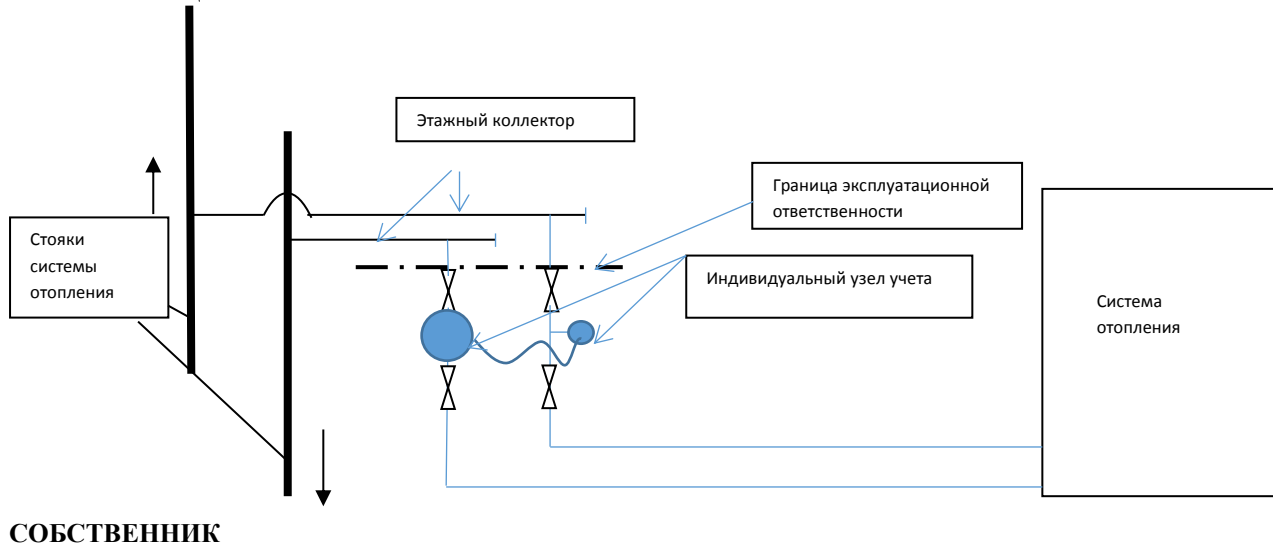 Этажный коллектор
Граница эксплуатационной
ответственности
Стояки
системы
отопления
Индивидуальный узел учета
Система
отопления
СОБСТВЕННИК